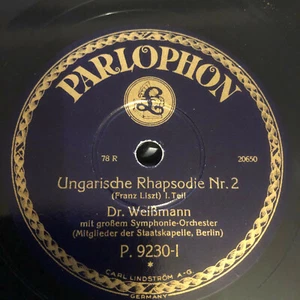 PARLOPHON
£
78 R
20650
Ungarische Rhapsodie Nr. 2
(Franz Liszt) I. Teil
Dr. Weißmann
mit großem Symphonie-Orchester
(Mitglieder der Staatskapelle, Berlin)
P. 9230-I
CARL LINDSTRÖM A-G.
GERMANY